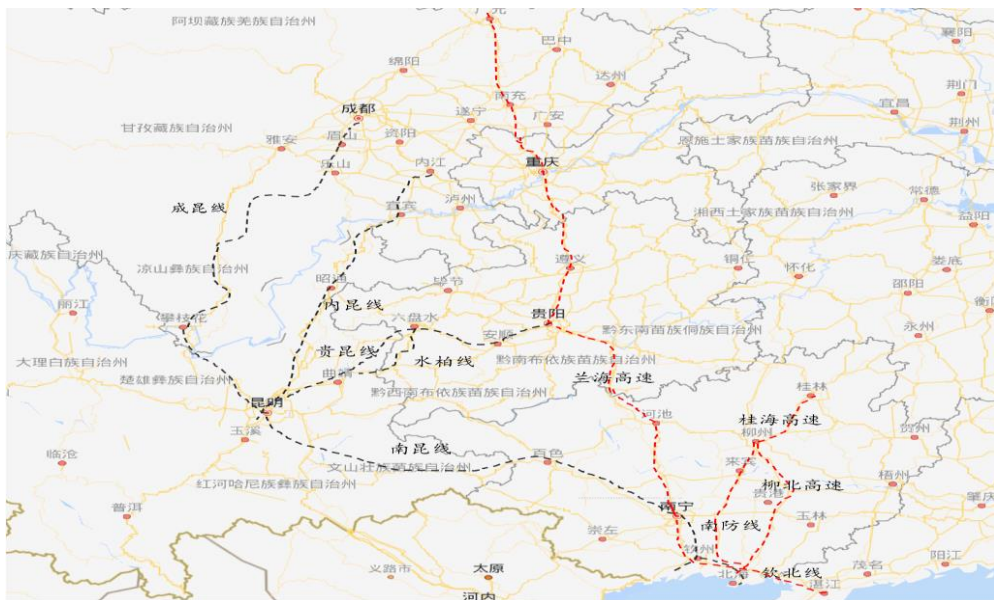 广元
阿坝藏族羌族自治州
巴中
襄阳
绵阳
达州
荆门
成都
南充
遂宁
广安
宜昌
荆州
甘孜藏族自治州
眉山
资阳
恩施土家族苗族自治州
雅安
乐山
内江
重庆
张家界
常德
成昆线
宜宾
泸州
湘西土家族苗族自治州
益阳
庆藏族自治州
凉山彝族自治州
遵义
铜仁
怀化
娄底
昭通
毕节
邵阳
丽江
内昆线
衡
攀枝花
六盘水
贵阳
永州
大理白族自治州
贵昆线
水柏线
安顺
黔东南苗族侗族自治州
楚雄彝族自治州
曲靖
黔南布依族苗族自治州
黔西南布依族苗族自治州
兰海高速
桂林
昆明
河池
桂海高速
玉溪
柳州
贺州
临沧
南昆线
百色
来宾
文山壮族苗族自治州
红河哈尼族彝族自治州
柳北高速
梧州
普洱
贵港
肇庆
南宁
南防线
玉林
崇左
钦州
阳江
义路市
太原
北海
钦北线
茂名
河内
湛江